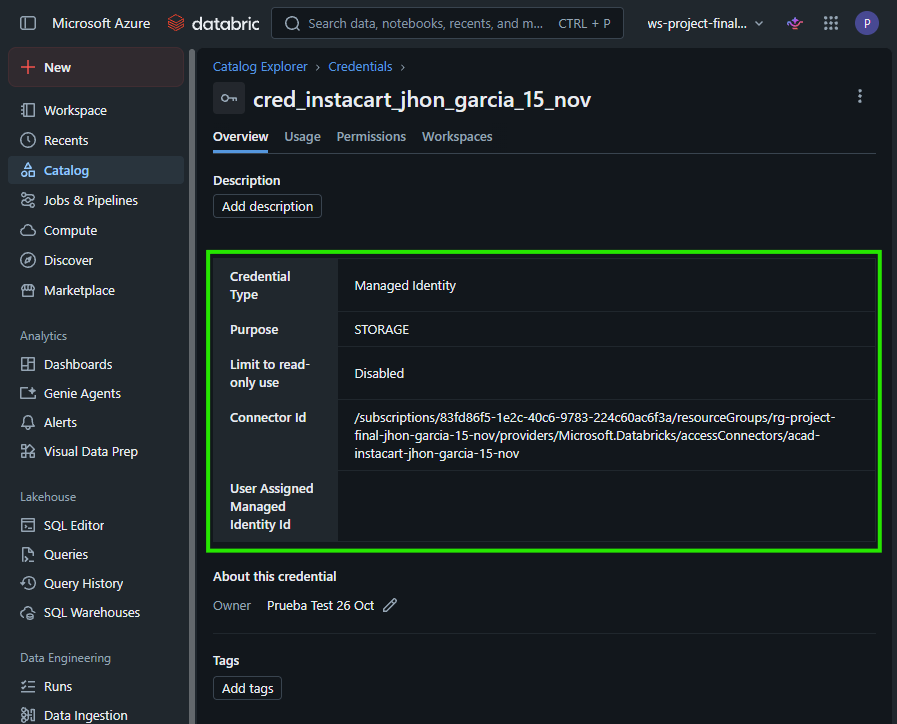 Microsoft Azure
databric
Search data, notebooks, recents, and m...
CTRL + P
ws-project-final...
P
New
Workspace
Recents
Catalog
Jobs & Pipelines
Compute
Discover
Marketplace
Analytics
Dashboards
Genie Agents
Alerts
Visual Data Prep
Lakehouse
SQL Editor
Queries
Query History
SQL Warehouses
Data Engineering
Runs
Data Ingestion
Catalog Explorer › Credentials ›
cred_instacart_jhon_garcia_15_nov
Overview
Usage
Permissions
Workspaces
Description
Add description
Credential
Type
Managed Identity
Purpose
STORAGE
Limit to read-
only use
Disabled
Connector Id
/subscriptions/83fd86f5-1e2c-40c6-9783-224c60ac6f3a/resourceGroups/rg-project-
final-jhon-garcia-15-nov/providers/Microsoft.Databricks/accessConnectors/acad-
instacart-jhon-garcia-15-nov
User Assigned
Managed
Identity Id
About this credential
Owner
Prueba Test 26 Oct
Tags
Add tags